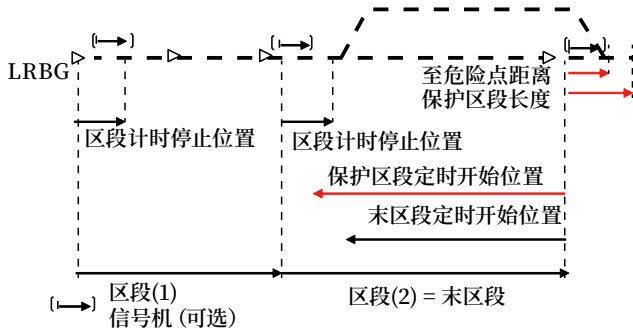 LRBG
至危险点距离
保护区段长度
区段计时停止位置
区段计时停止位置
保护区段定时开始位置
末区段定时开始位置
区段(1)
区段(2) = 末区段
信号机 (可选)